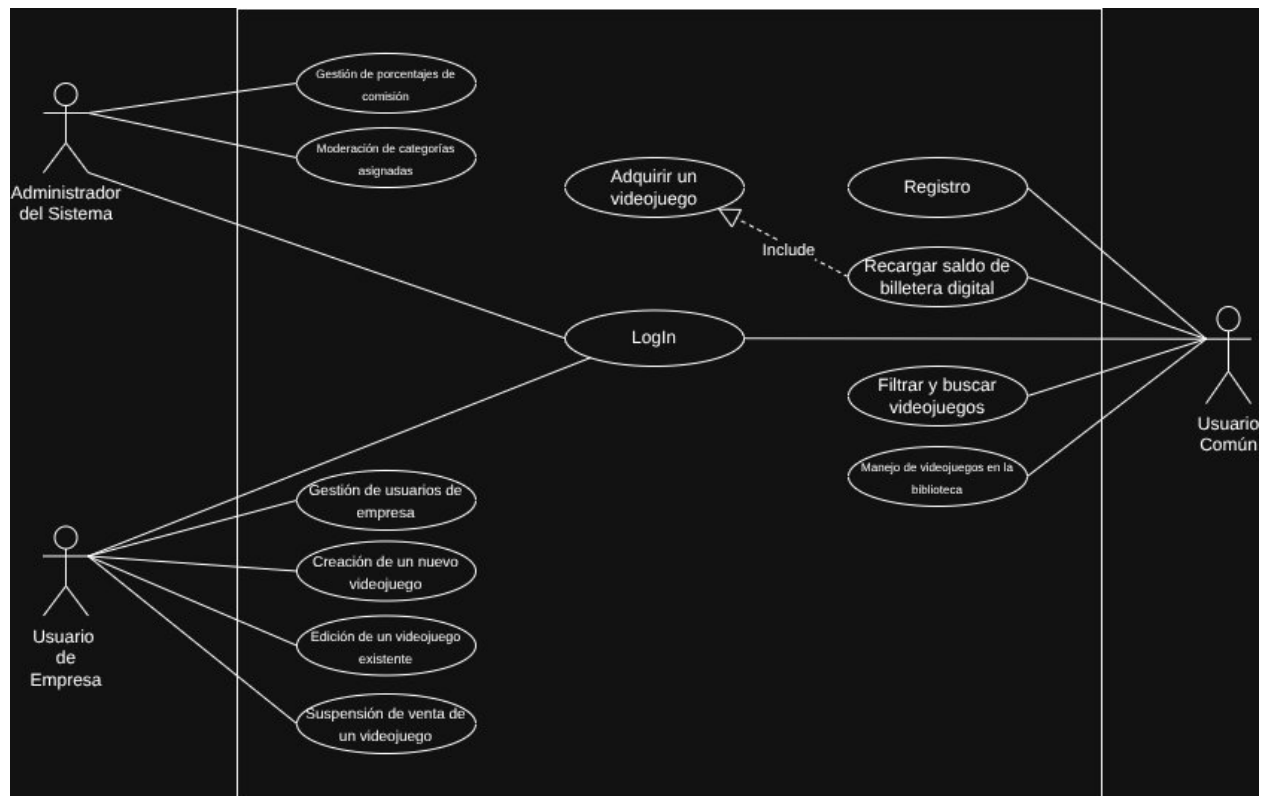 Gestión de porcentajes de
comisión
Moderación de categorías
asignadas
Administrador
del Sistema
Adquirir un
videojuego
Registro
Include
Recargar saldo de
billetera digital
LogIn
Filtrar y buscar
videojuegos
Usuario
Común
Manejo de videojuegos en la
biblioteca
Gestión de usuarios de
empresa
Creación de un nuevo
videojuego
Usuario
de
Empresa
Edición de un videojuego
existente
Suspensión de venta de
un videojuego